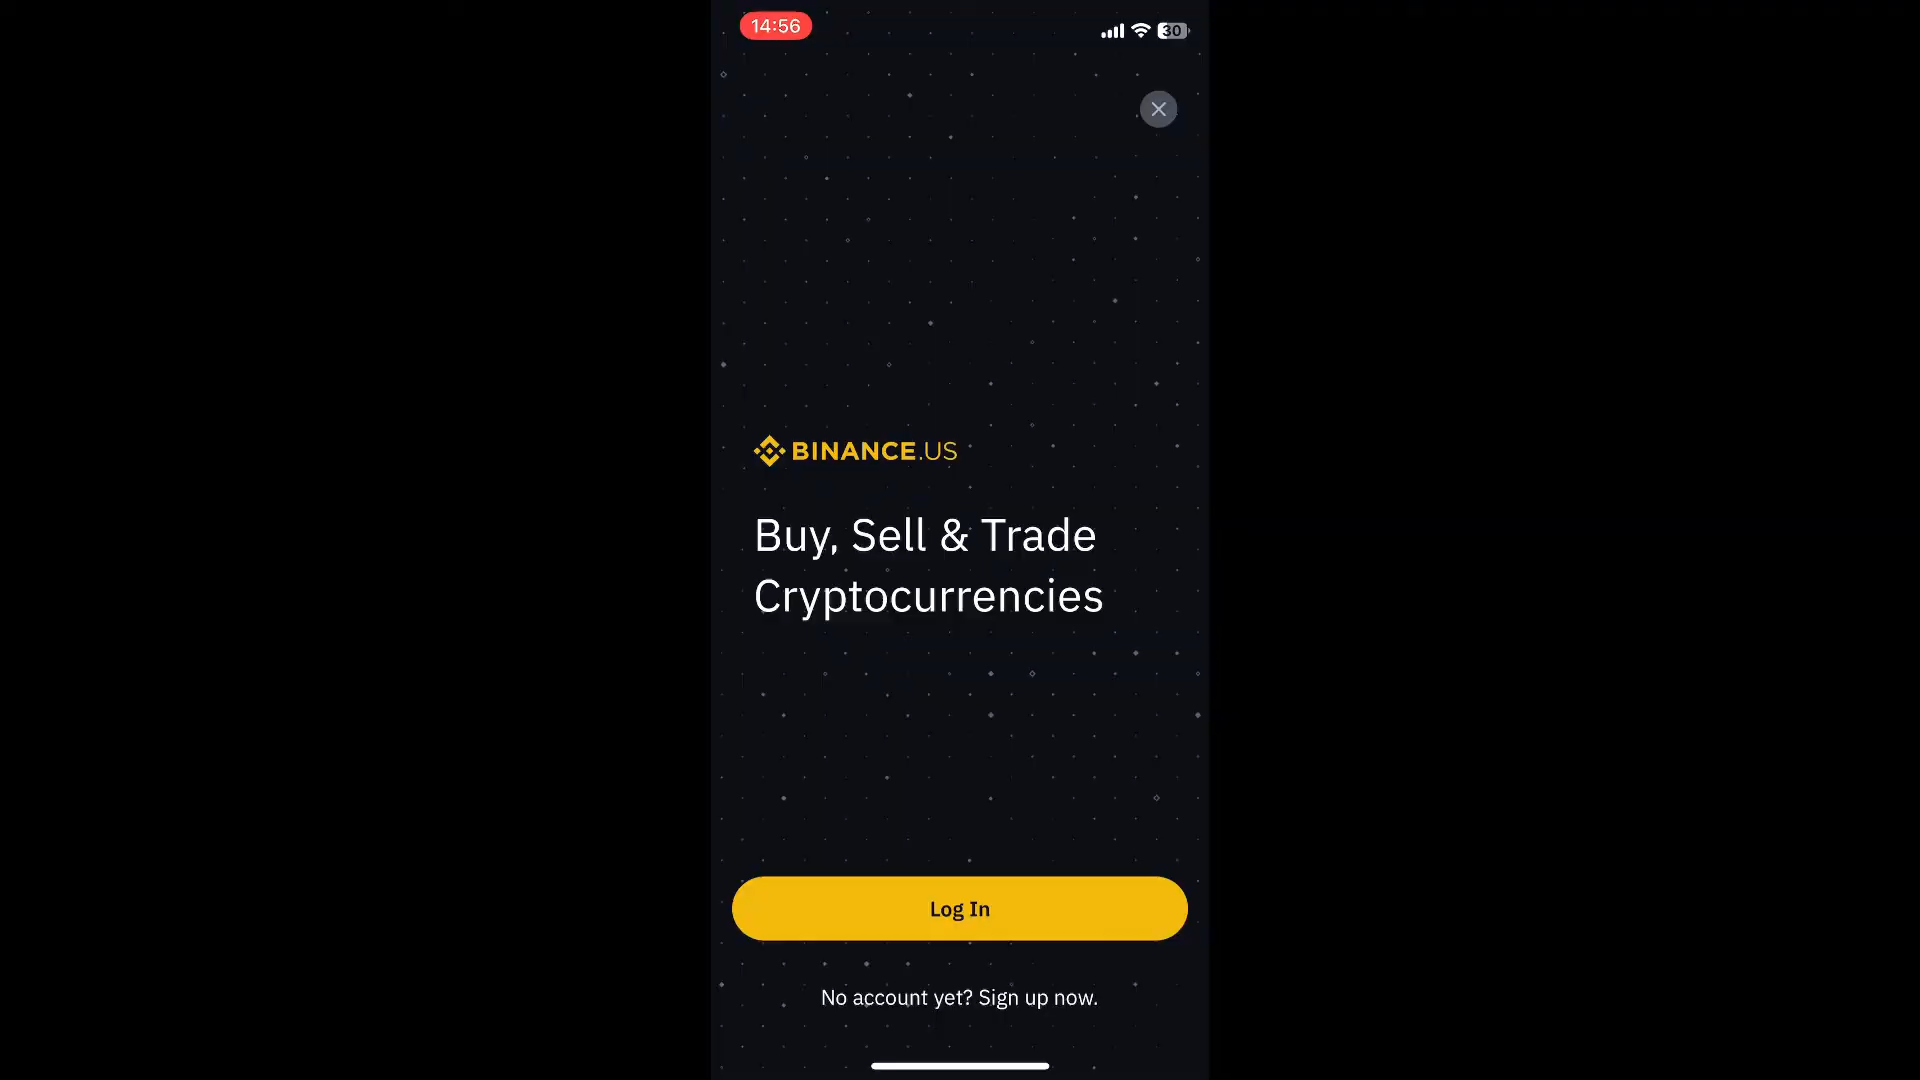 14:56
30
BINANCE.US
Buy, Sell & Trade
Cryptocurrencies
Log In
No account yet? Sign up now.